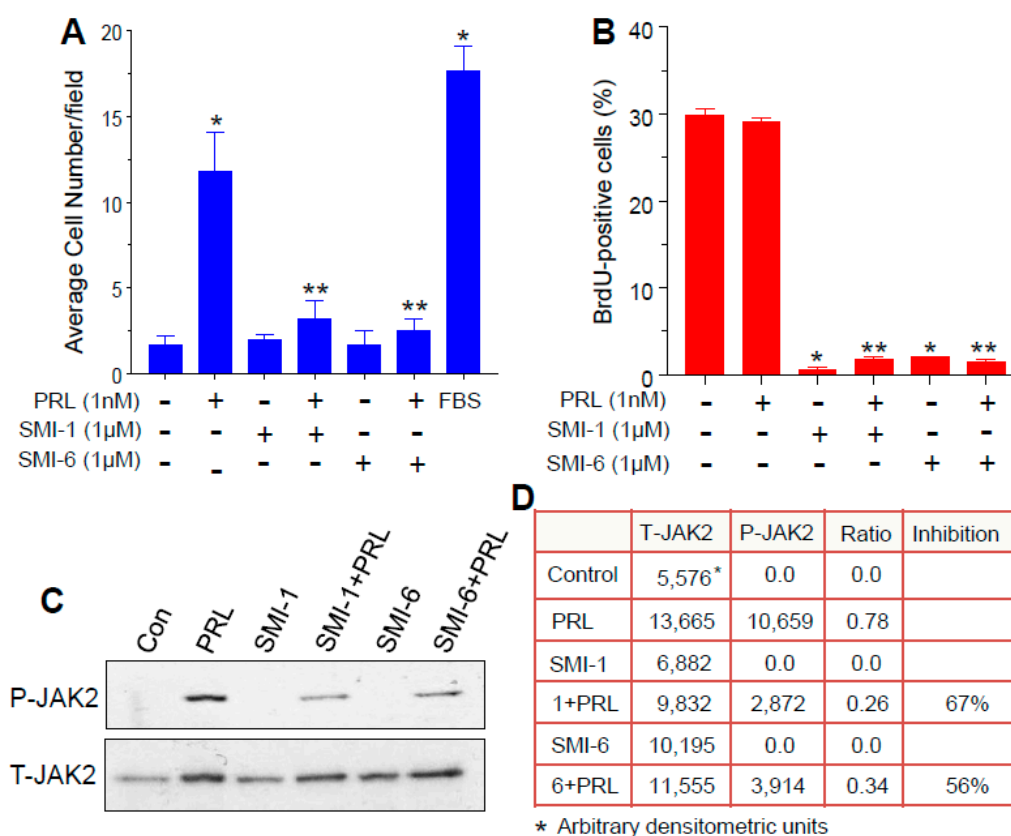 A
Average Cell Number/field
20
15
10
5
0
* * ** ** *
PRL (1nM) - + - + - + FBS
SMI-1 (1µM) - - + + - -
SMI-6 (1µM) - - - - + +
B
BrdU-positive cells (%)
40
30
20
10
0
* ** * **
PRL (1nM) - + - + - +
SMI-1 (1µM) - - + + - -
SMI-6 (1µM) - - - - + +
C
Con PRL SMI-1 SMI-1+PRL SMI-6 SMI-6+PRL
P-JAK2
T-JAK2
D
T-JAK2 P-JAK2 Ratio Inhibition
Control 5,576* 0.0 0.0
PRL 13,665 10,659 0.78
SMI-1 6,882 0.0 0.0
1+PRL 9,832 2,872 0.26 67%
SMI-6 10,195 0.0 0.0
6+PRL 11,555 3,914 0.34 56%
* Arbitrary densitometric units